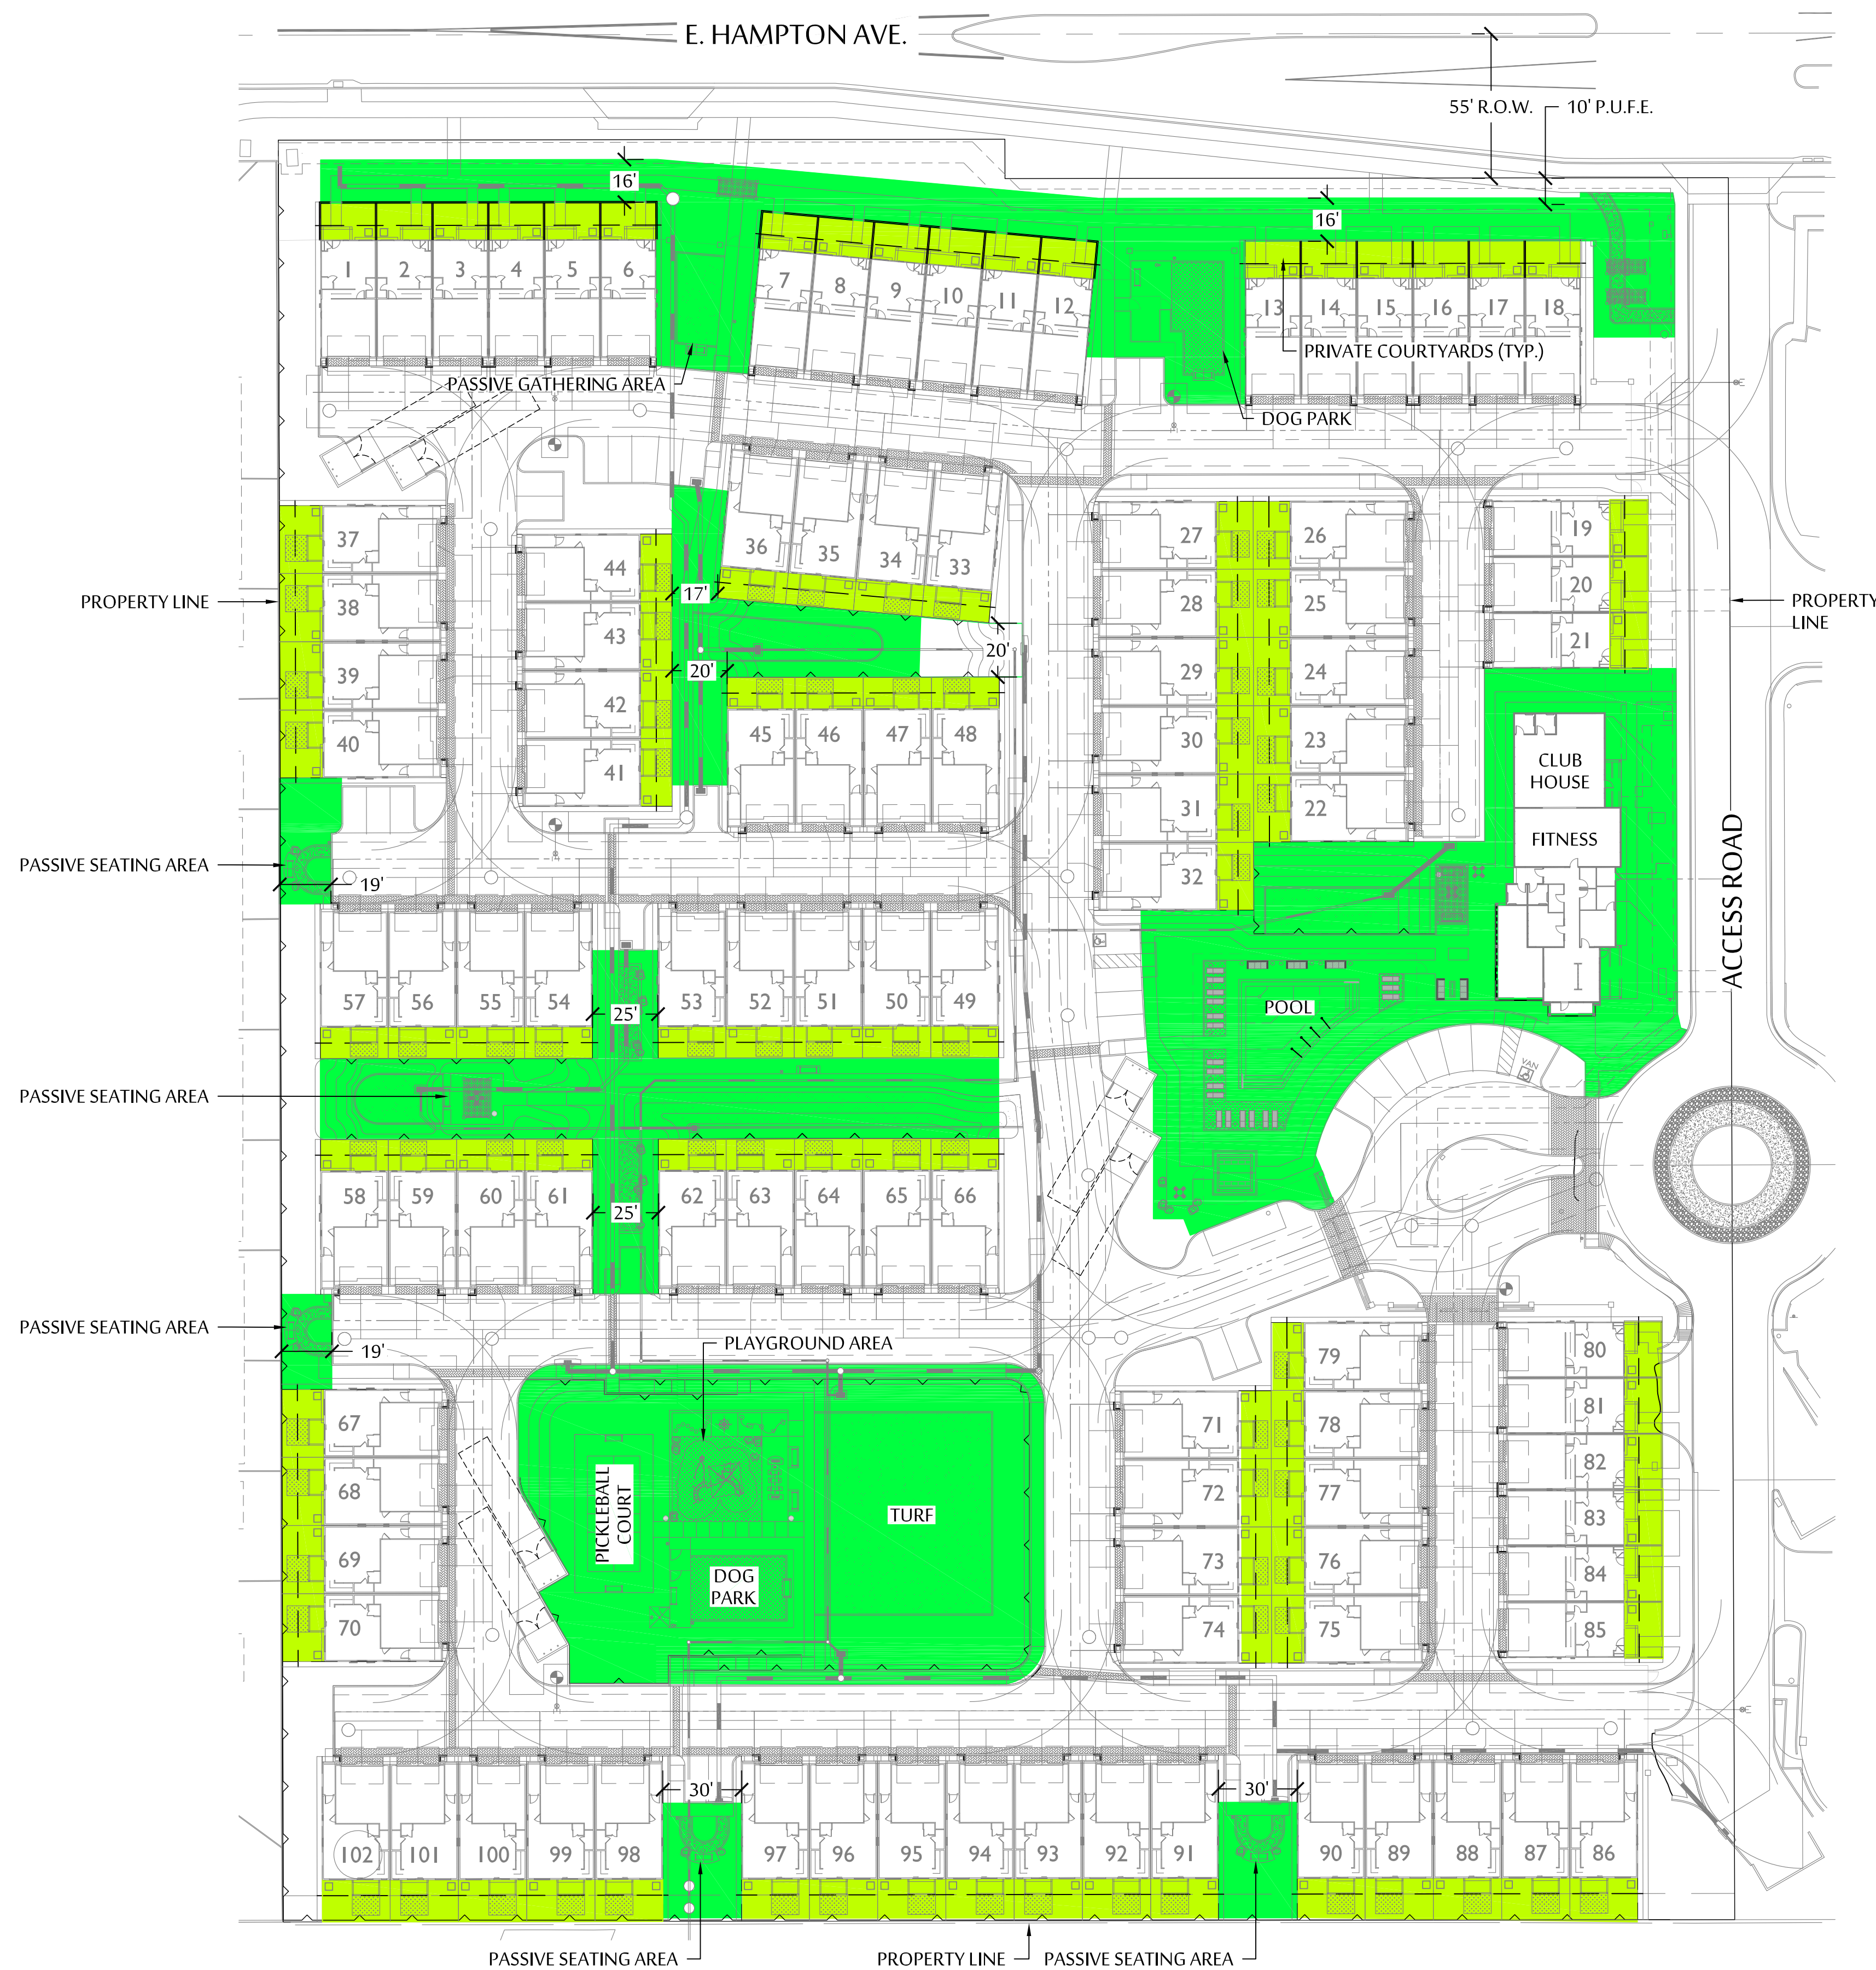 E. HAMPTON AVE.
55' R.O.W.
10' P.U.F.E.
16'
16'
1 2 3 4 5 6
7 8 9 10 11 12
13 14 15 16 17 18
PRIVATE COURTYARDS (TYP.)
PASSIVE GATHERING AREA
DOG PARK
37
38
39
40
44
43
42
41
36 35 34 33
17'
20'
20'
45 46 47 48
27
28
29
30
31
32
26
25
24
23
22
19
20
21
PROPERTY LINE
PROPERTY
LINE
CLUB
HOUSE
FITNESS
ACCESS ROAD
POOL
VAN
PASSIVE SEATING AREA
19'
57 56 55 54
25'
53 52 51 50 49
PASSIVE SEATING AREA
58 59 60 61
25'
62 63 64 65 66
PASSIVE SEATING AREA
19'
PLAYGROUND AREA
67
68
69
70
PICKLEBALL
COURT
DOG
PARK
TURF
71
72
73
74
79
78
77
76
75
80
81
82
83
84
85
30'
30'
102 101 100 99 98
97 96 95 94 93 92 91
90 89 88 87 86
PASSIVE SEATING AREA
PROPERTY LINE
PASSIVE SEATING AREA